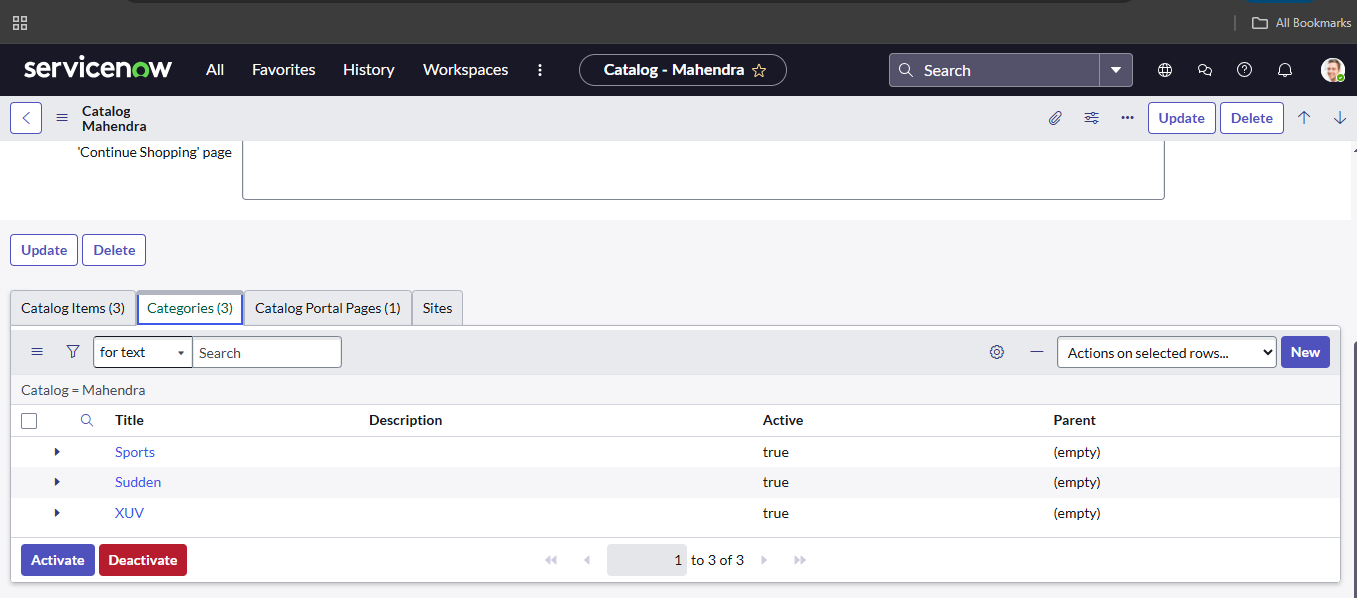 All Bookmarks
servicenow All Favorites History Workspaces Catalog - Mahendra Search
Catalog
Mahendra
Update Delete
'Continue Shopping' page
Update Delete
Catalog Items (3) Categories (3) Catalog Portal Pages (1) Sites
for text Search Actions on selected rows... New
Catalog = Mahendra
Title Description Active Parent
Sports true (empty)
Sudden true (empty)
XUV true (empty)
Activate Deactivate 1 to 3 of 3